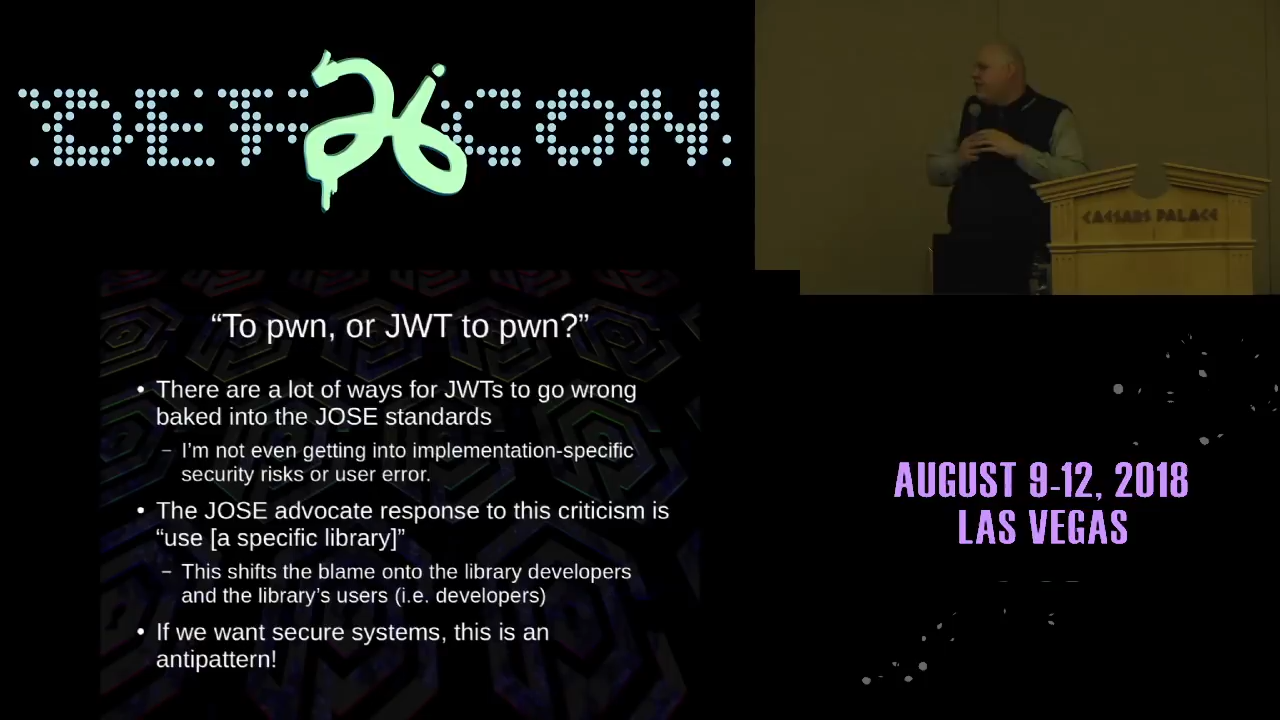 DEF 26 CON
CAESARS PALACE
“To pwn, or JWT to pwn?”
• There are a lot of ways for JWTs to go wrong
baked into the JOSE standards
– I’m not even getting into implementation-specific
security risks or user error.
• The JOSE advocate response to this criticism is
“use [a specific library]”
– This shifts the blame onto the library developers
and the library’s users (i.e. developers)
• If we want secure systems, this is an
antipattern!
AUGUST 9-12, 2018
LAS VEGAS